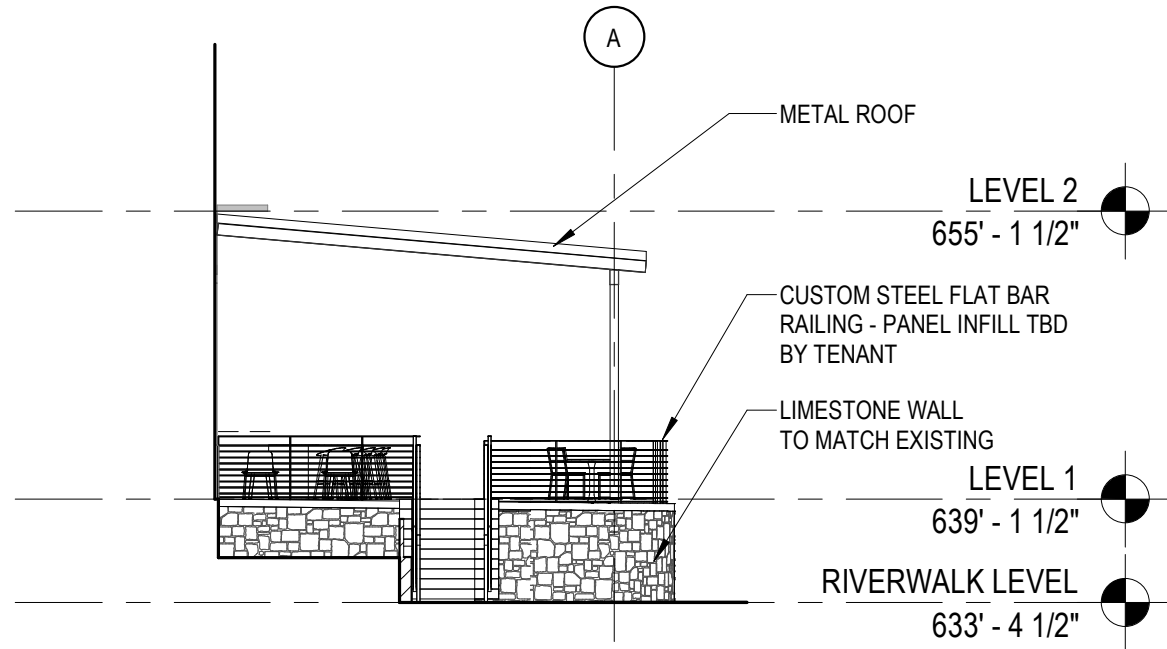 A
METAL ROOF
LEVEL 2
655' - 1 1/2"
CUSTOM STEEL FLAT BAR
RAILING - PANEL INFILL TBD
BY TENANT
LIMESTONE WALL
TO MATCH EXISTING
LEVEL 1
639' - 1 1/2"
RIVERWALK LEVEL
633' - 4 1/2"